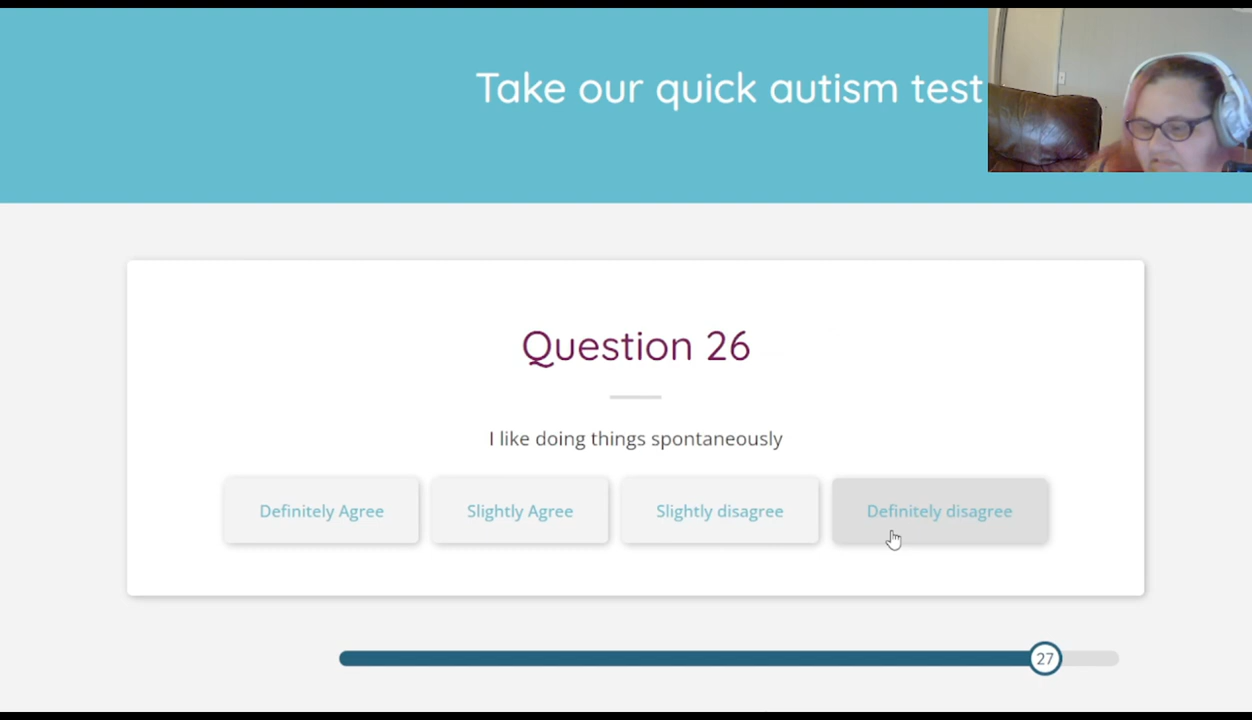 Take our quick autism test
Question 26
I like doing things spontaneously
Definitely Agree
Slightly Agree
Slightly disagree
Definitely disagree
27